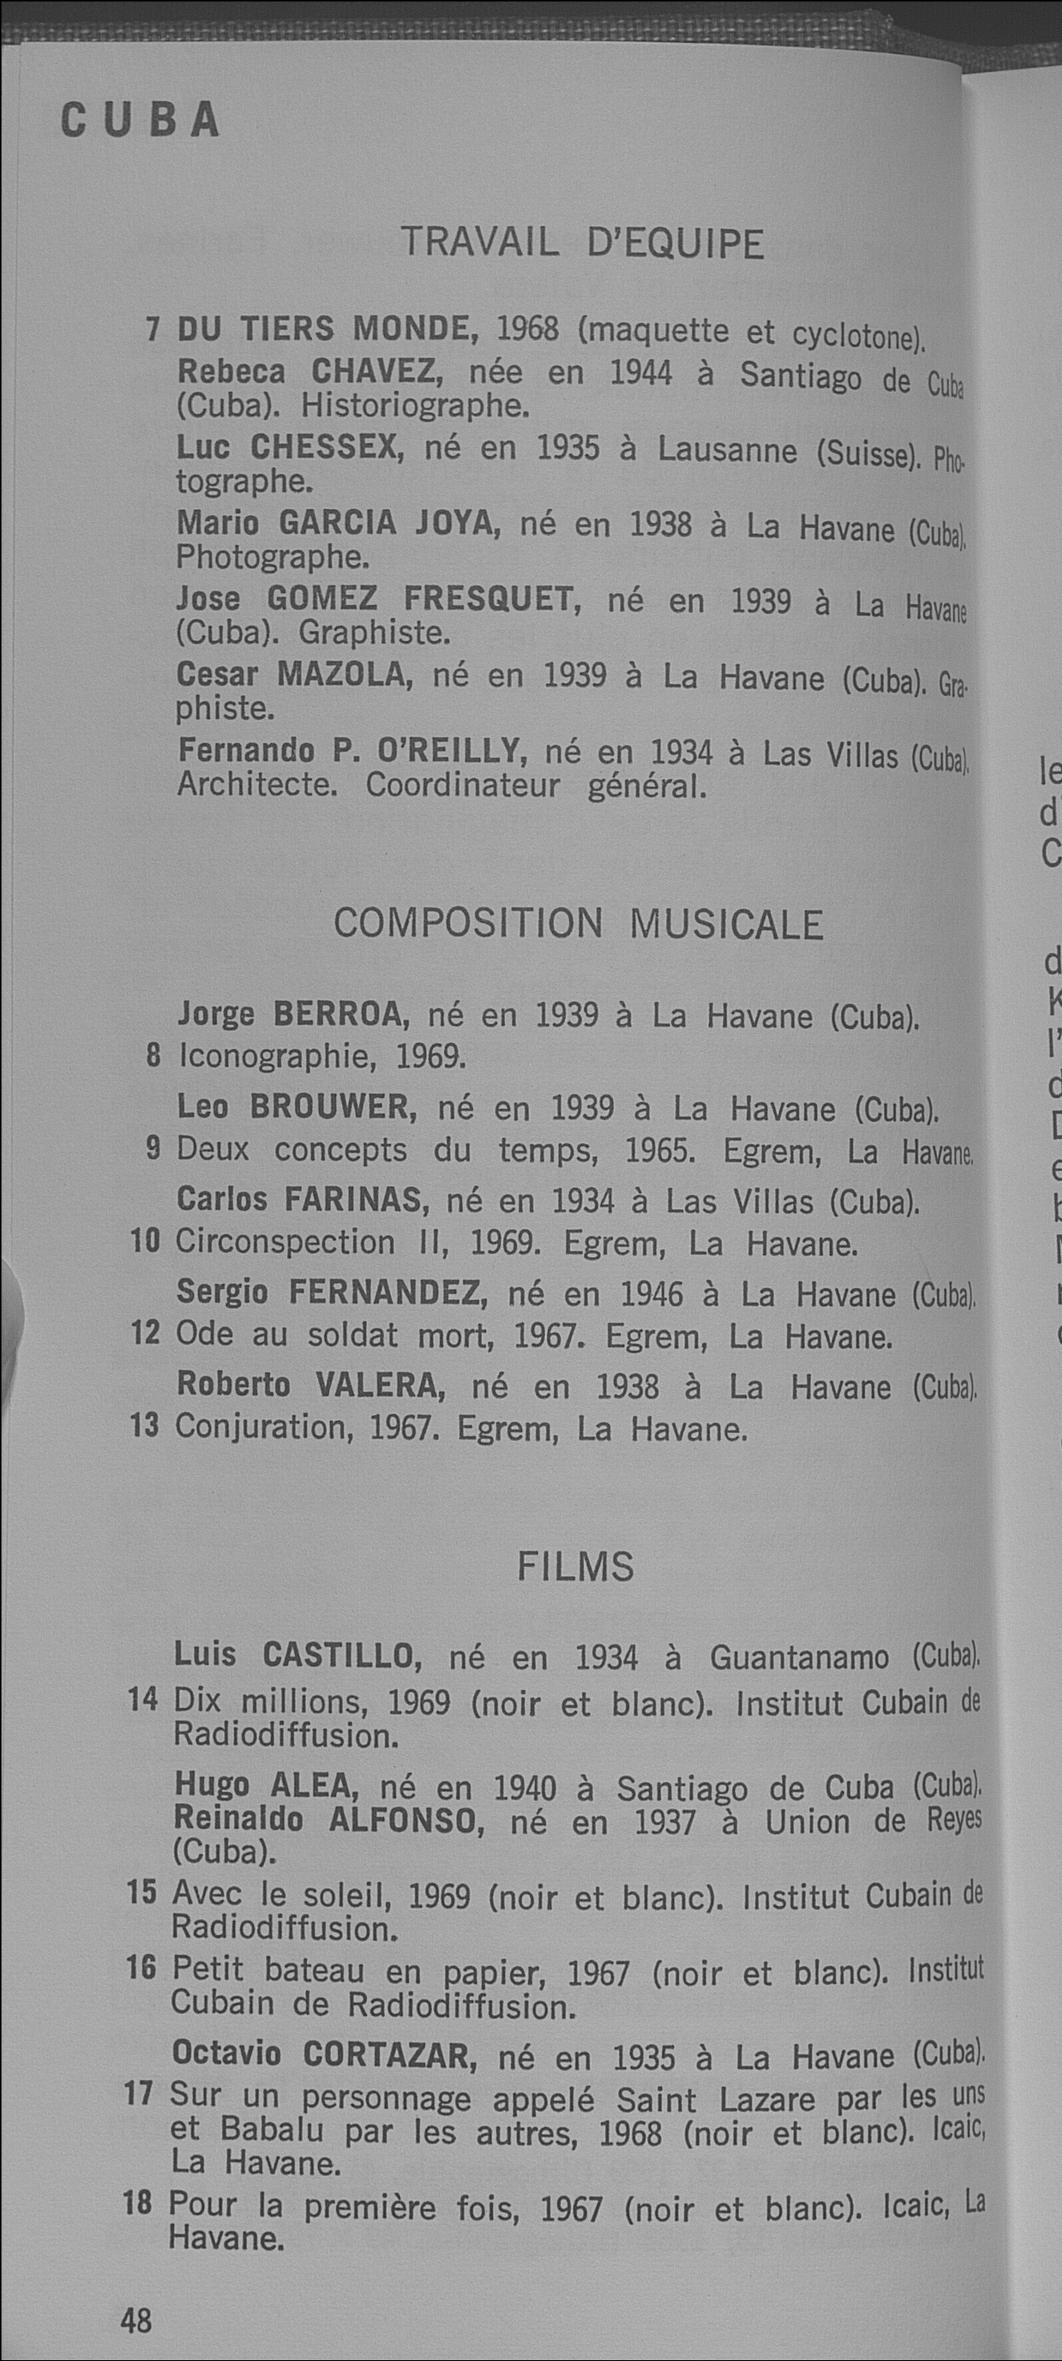 CUBA
TRAVAIL D'EQUIPE
7 DU TIERS MONDE, 1968 (maquette et cyclotone).
Rebeca CHAVEZ, née en 1944 à Santiago de Cuba
(Cuba). Historiographe.
Luc CHESSEX, né en 1935 à Lausanne (Suisse). Pho-
tographe.
Mario GARCIA JOYA, né en 1938 à La Havane (Cuba).
Photographe.
Jose GOMEZ FRESQUET, né en 1939 à La Havane
(Cuba). Graphiste.
Cesar MAZOLA, né en 1939 à La Havane (Cuba). Gra-
phiste.
Fernando P. O'REILLY, né en 1934 à Las Villas (Cuba).
Architecte. Coordinateur général.
COMPOSITION MUSICALE
Jorge BERROA, né en 1939 à La Havane (Cuba).
8 Iconographie, 1969.
Leo BROUWER, né en 1939 à La Havane (Cuba).
9 Deux concepts du temps, 1965. Egrem, La Havane.
Carlos FARINAS, né en 1934 à Las Villas (Cuba).
10 Circonspection II, 1969. Egrem, La Havane.
Sergio FERNANDEZ, né en 1946 à La Havane (Cuba).
12 Ode au soldat mort, 1967. Egrem, La Havane.
Roberto VALERA, né en 1938 à La Havane (Cuba).
13 Conjuration, 1967. Egrem, La Havane.
FILMS
Luis CASTILLO, né en 1934 à Guantanamo (Cuba).
14 Dix millions, 1969 (noir et blanc). Institut Cubain de
Radiodiffusion.
Hugo ALEA, né en 1940 à Santiago de Cuba (Cuba).
Reinaldo ALFONSO, né en 1937 à Union de Reyes
(Cuba).
15 Avec le soleil, 1969 (noir et blanc). Institut Cubain de
Radiodiffusion.
16 Petit bateau en papier, 1967 (noir et blanc). Institut
Cubain de Radiodiffusion.
Octavio CORTAZAR, né en 1935 à La Havane (Cuba).
17 Sur un personnage appelé Saint Lazare par les uns
et Babalu par les autres, 1968 (noir et blanc). Icaic,
La Havane.
18 Pour la première fois, 1967 (noir et blanc). Icaic, La
Havane.
48